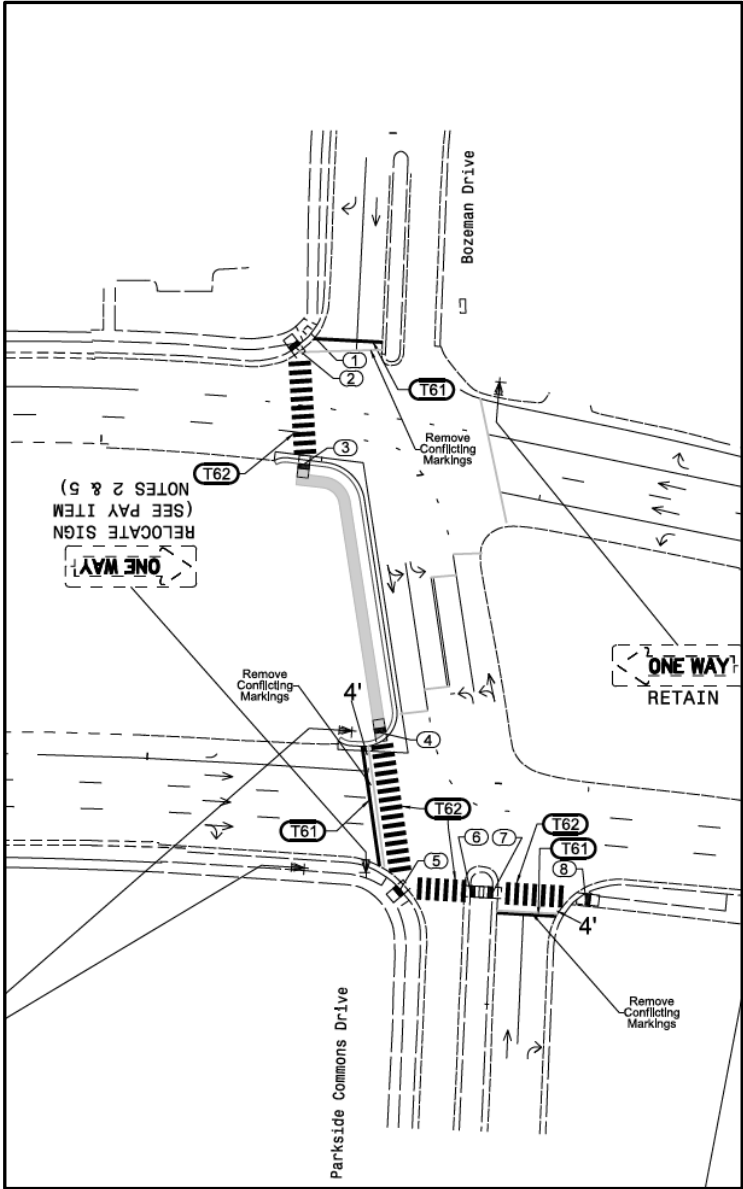 Bozeman Drive
1
2
T61
Remove
Conflicting
Markings
3
T62
RELOCATE SIGN
(SEE PAY ITEM
NOTES 2 & 5)
ONE WAY
ONE WAY
RETAIN
Remove
Conflicting
Markings
4'
4
T62
T61
6
7
T62
T61
5
8
4'
Remove
Conflicting
Markings
Parkside Commons Drive